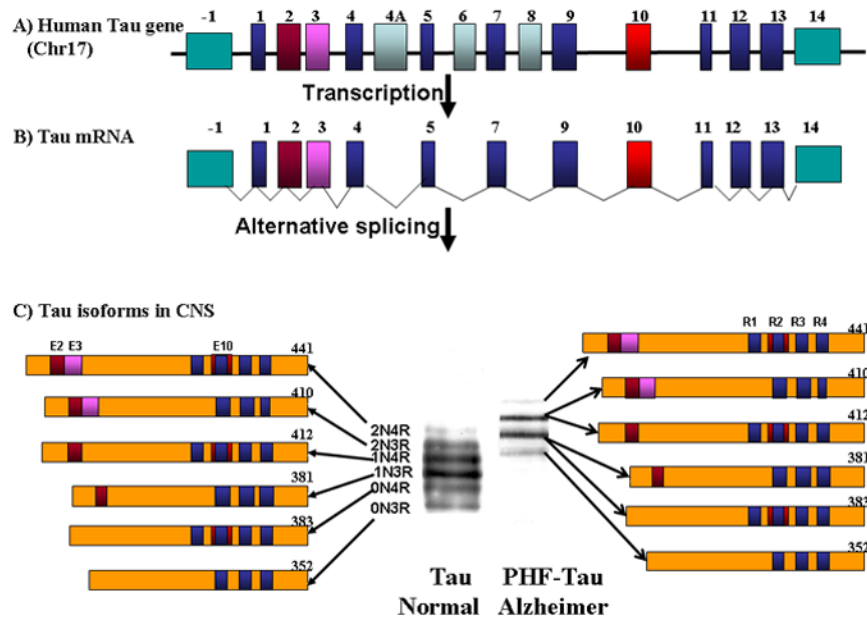 -1 1 2 3 4 4A 5 6 7 8 9 10 11 12 13 14
A) Human Tau gene
(Chr17)
Transcription
-1 1 2 3 4 5 7 9 10 11 12 13 14
B) Tau mRNA
Alternative splicing
C) Tau isoforms in CNS
E2 E3 E10
441
410
412
381
383
352
2N4R
2N3R
1N4R
1N3R
0N4R
0N3R
R1 R2 R3 R4
441
410
412
381
383
352
Tau PHF-Tau
Normal Alzheimer